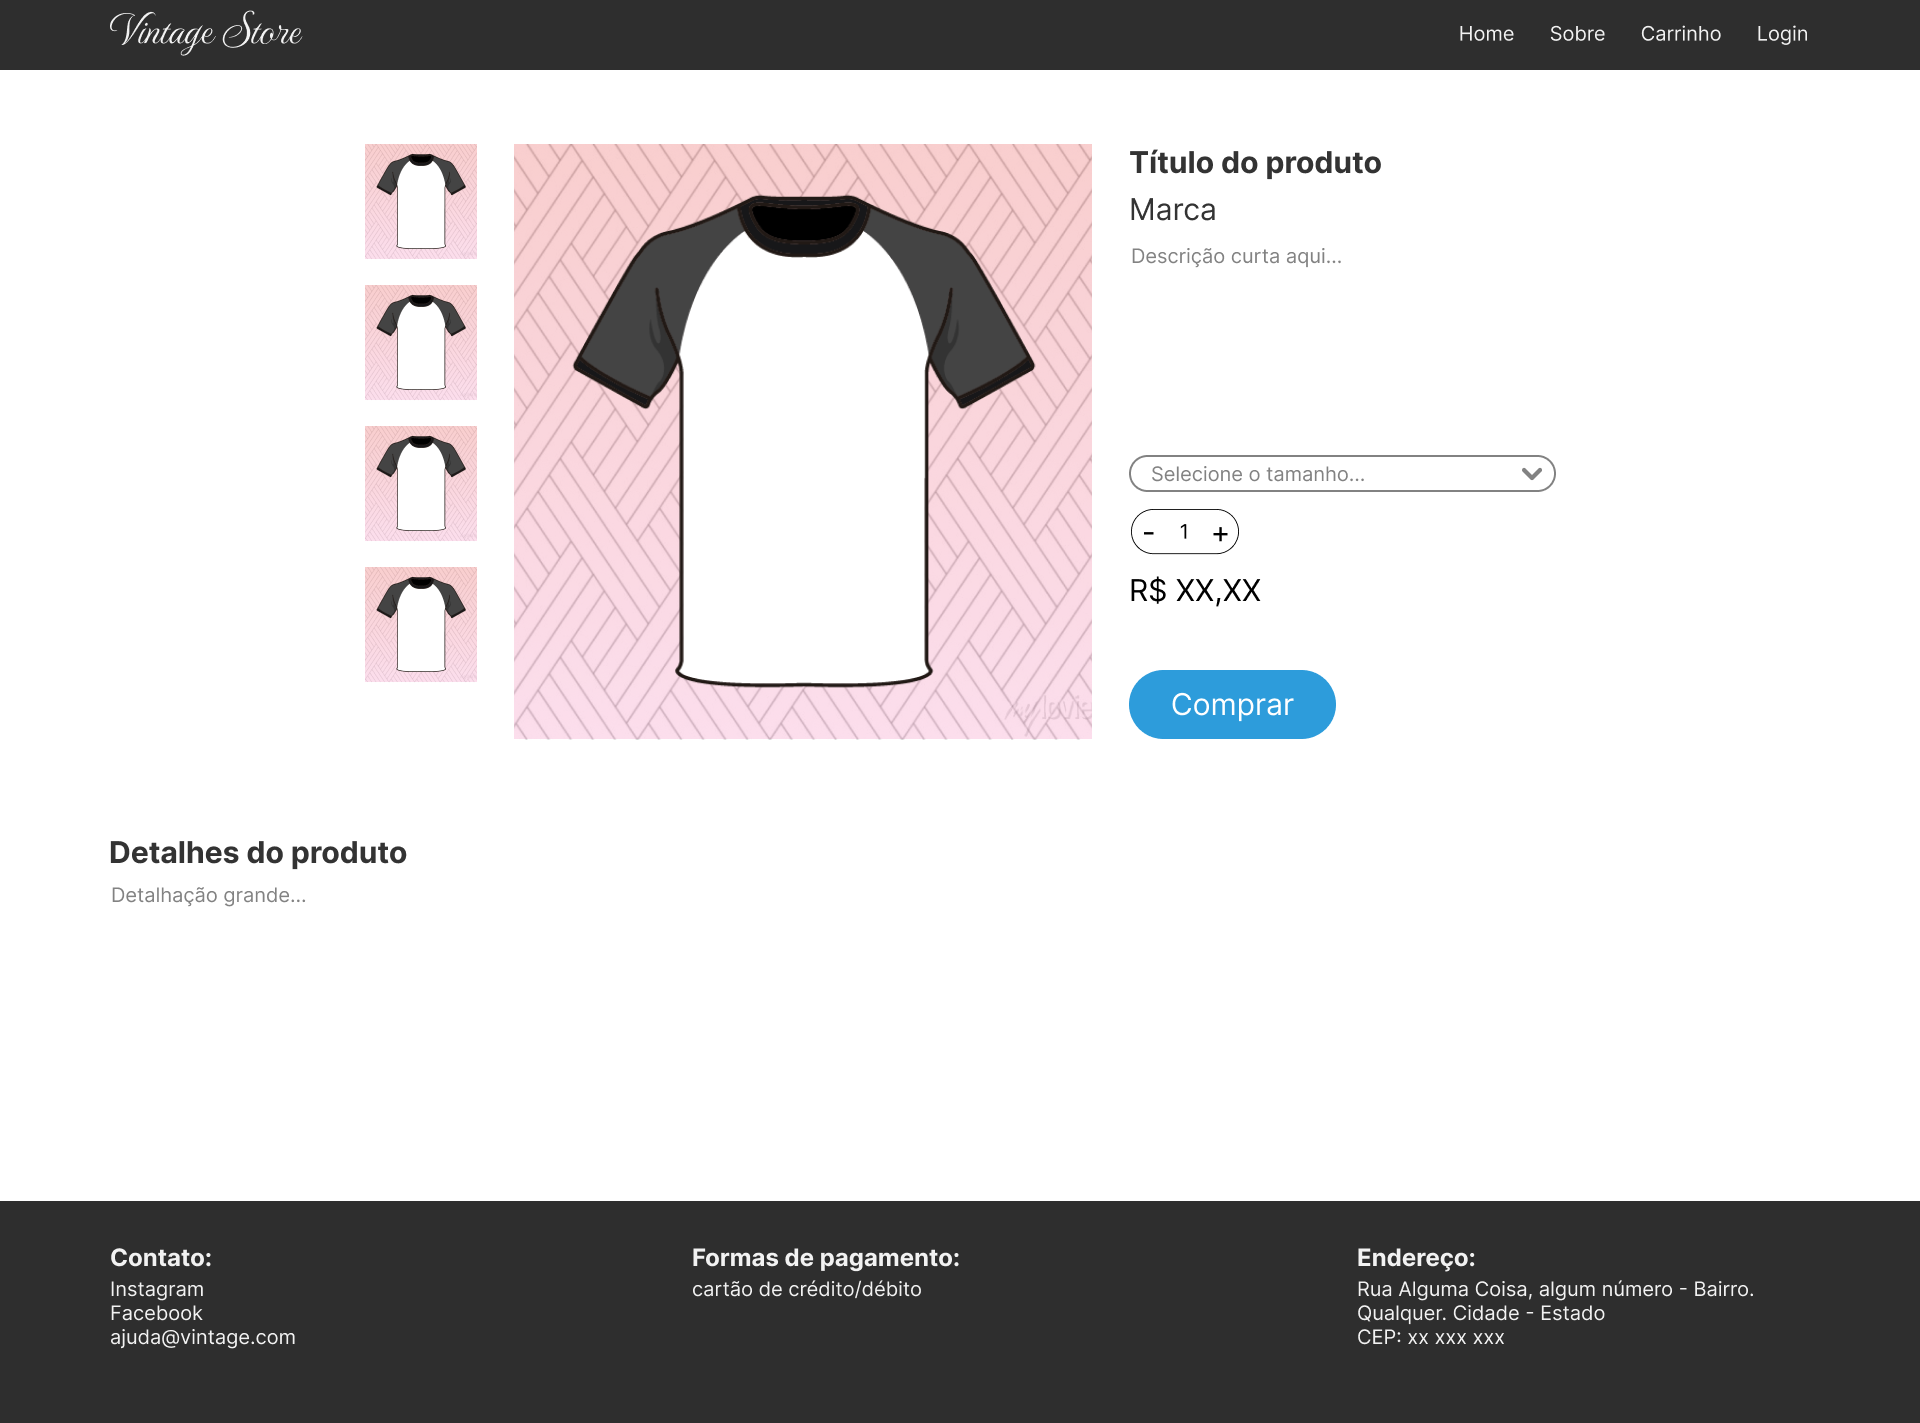 Vintage Store
Home Sobre Carrinho Login
Título do produto
Marca
Descrição curta aqui...
Selecione o tamanho...
- 1 +
R$ XX,XX
Comprar
Detalhes do produto
Detalhação grande...
Contato:
Instagram
Facebook
ajuda@vintage.com
Formas de pagamento:
cartão de crédito/débito
Endereço:
Rua Alguma Coisa, algum número - Bairro.
Qualquer. Cidade - Estado
CEP: xx xxx xxx